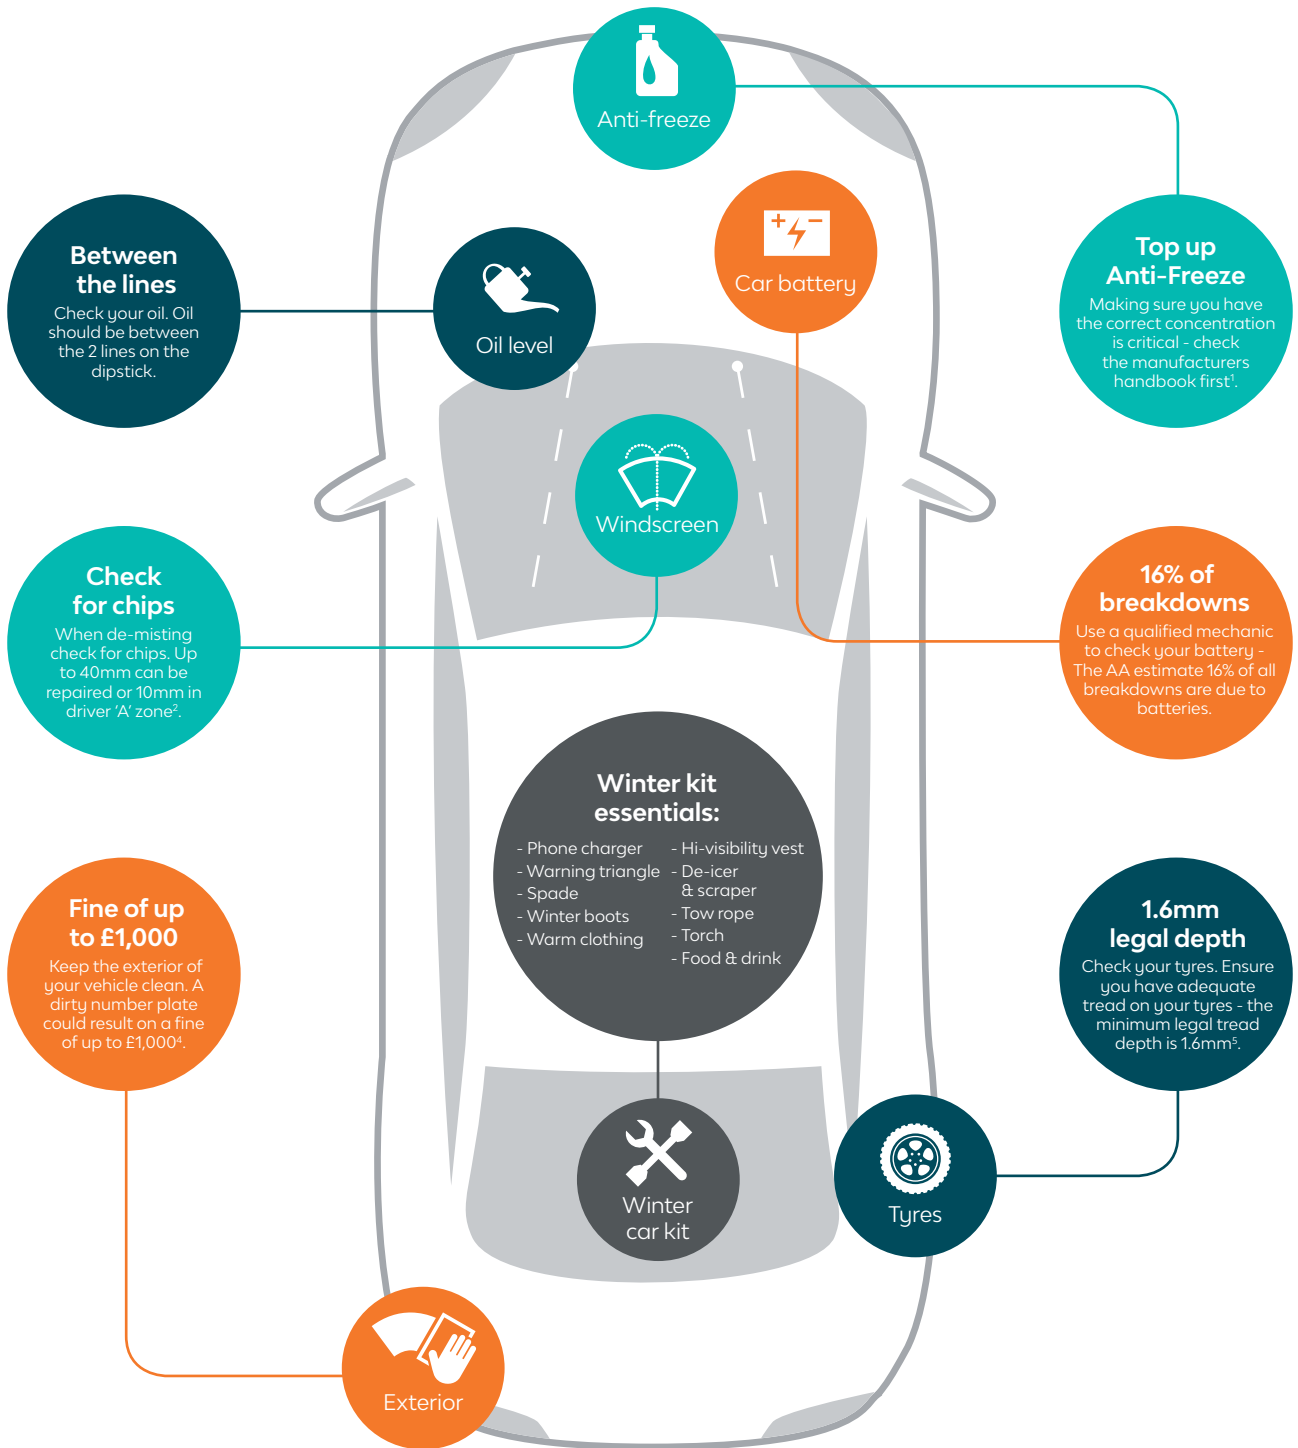 Anti-freeze
Car battery
Oil level
Windscreen
Between
the lines
Check your oil. Oil
should be between
the 2 lines on the
dipstick.
Top up
Anti-Freeze
Making sure you have
the correct concentration
is critical - check
the manufacturers
handbook first¹.
Check
for chips
When de-misting
check for chips. Up
to 40mm can be
repaired or 10mm in
driver ‘A’ zone².
16% of
breakdowns
Use a qualified mechanic
to check your battery -
The AA estimate 16% of all
breakdowns are due to
batteries.
Winter kit
essentials:
- Phone charger
- Warning triangle
- Spade
- Winter boots
- Warm clothing
- Hi-visibility vest
- De-icer
& scraper
- Tow rope
- Torch
- Food & drink
Fine of up
to £1,000
Keep the exterior of
your vehicle clean. A
dirty number plate
could result on a fine
of up to £1,000⁴.
1.6mm
legal depth
Check your tyres. Ensure
you have adequate
tread on your tyres - the
minimum legal tread
depth is 1.6mm⁵.
Winter
car kit
Tyres
Exterior